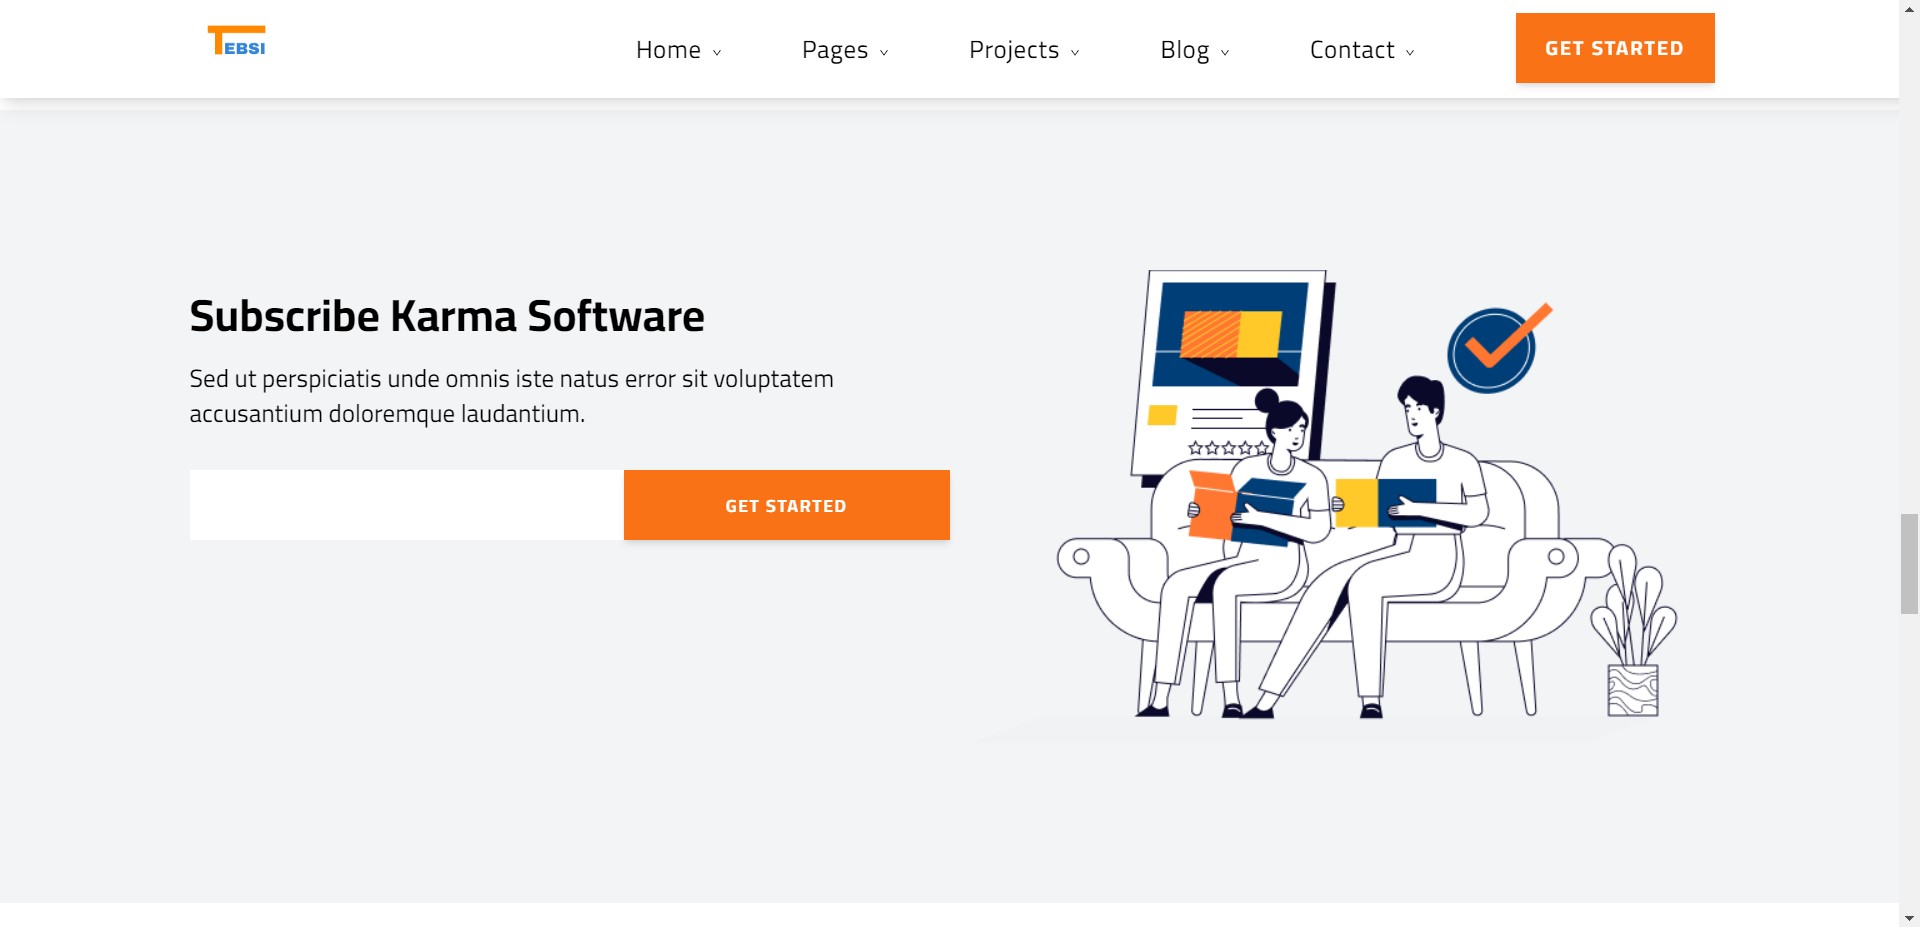 TEBSI
Home
Pages
Projects
Blog
Contact
GET STARTED
Subscribe Karma Software
Sed ut perspiciatis unde omnis iste natus error sit voluptatem
accusantium doloremque laudantium.
GET STARTED